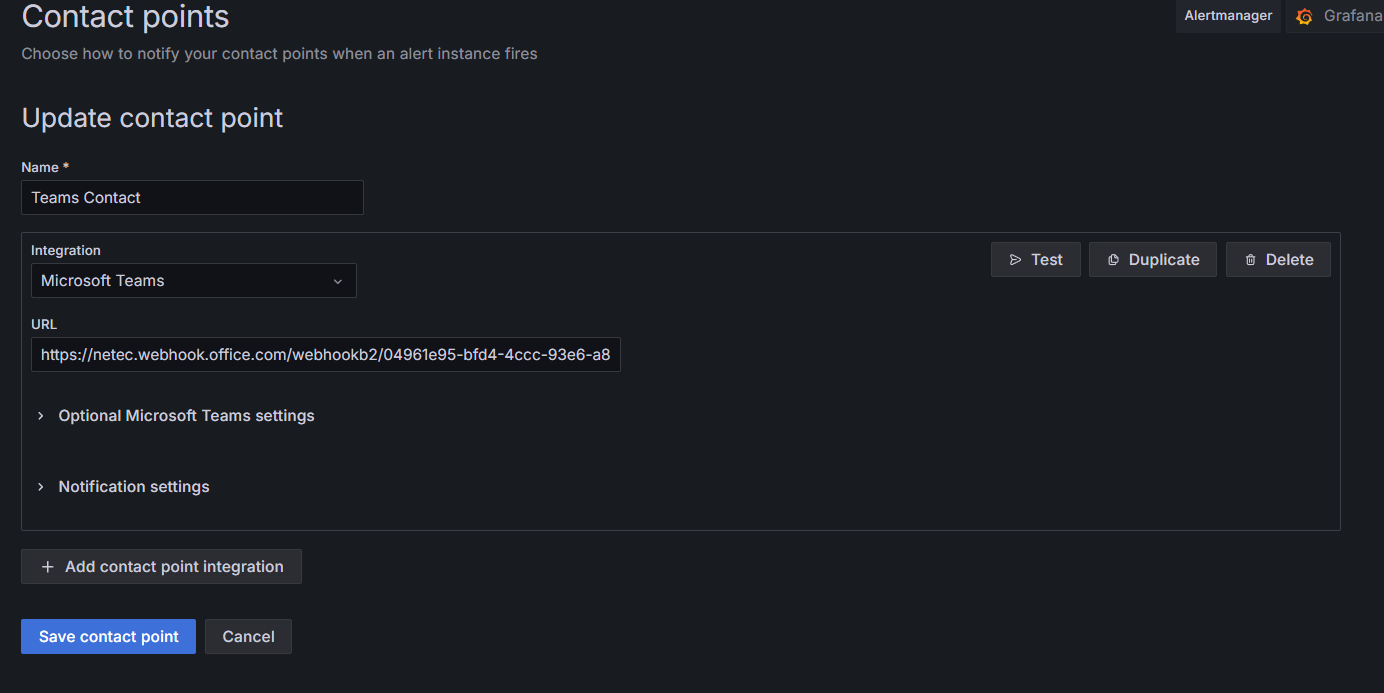 Contact points
Alertmanager
Grafana
Choose how to notify your contact points when an alert instance fires
Update contact point
Name *
Teams Contact
Integration
Microsoft Teams
Test
Duplicate
Delete
URL
https://netec.webhook.office.com/webhookb2/04961e95-bfd4-4ccc-93e6-a8
Optional Microsoft Teams settings
Notification settings
Add contact point integration
Save contact point
Cancel